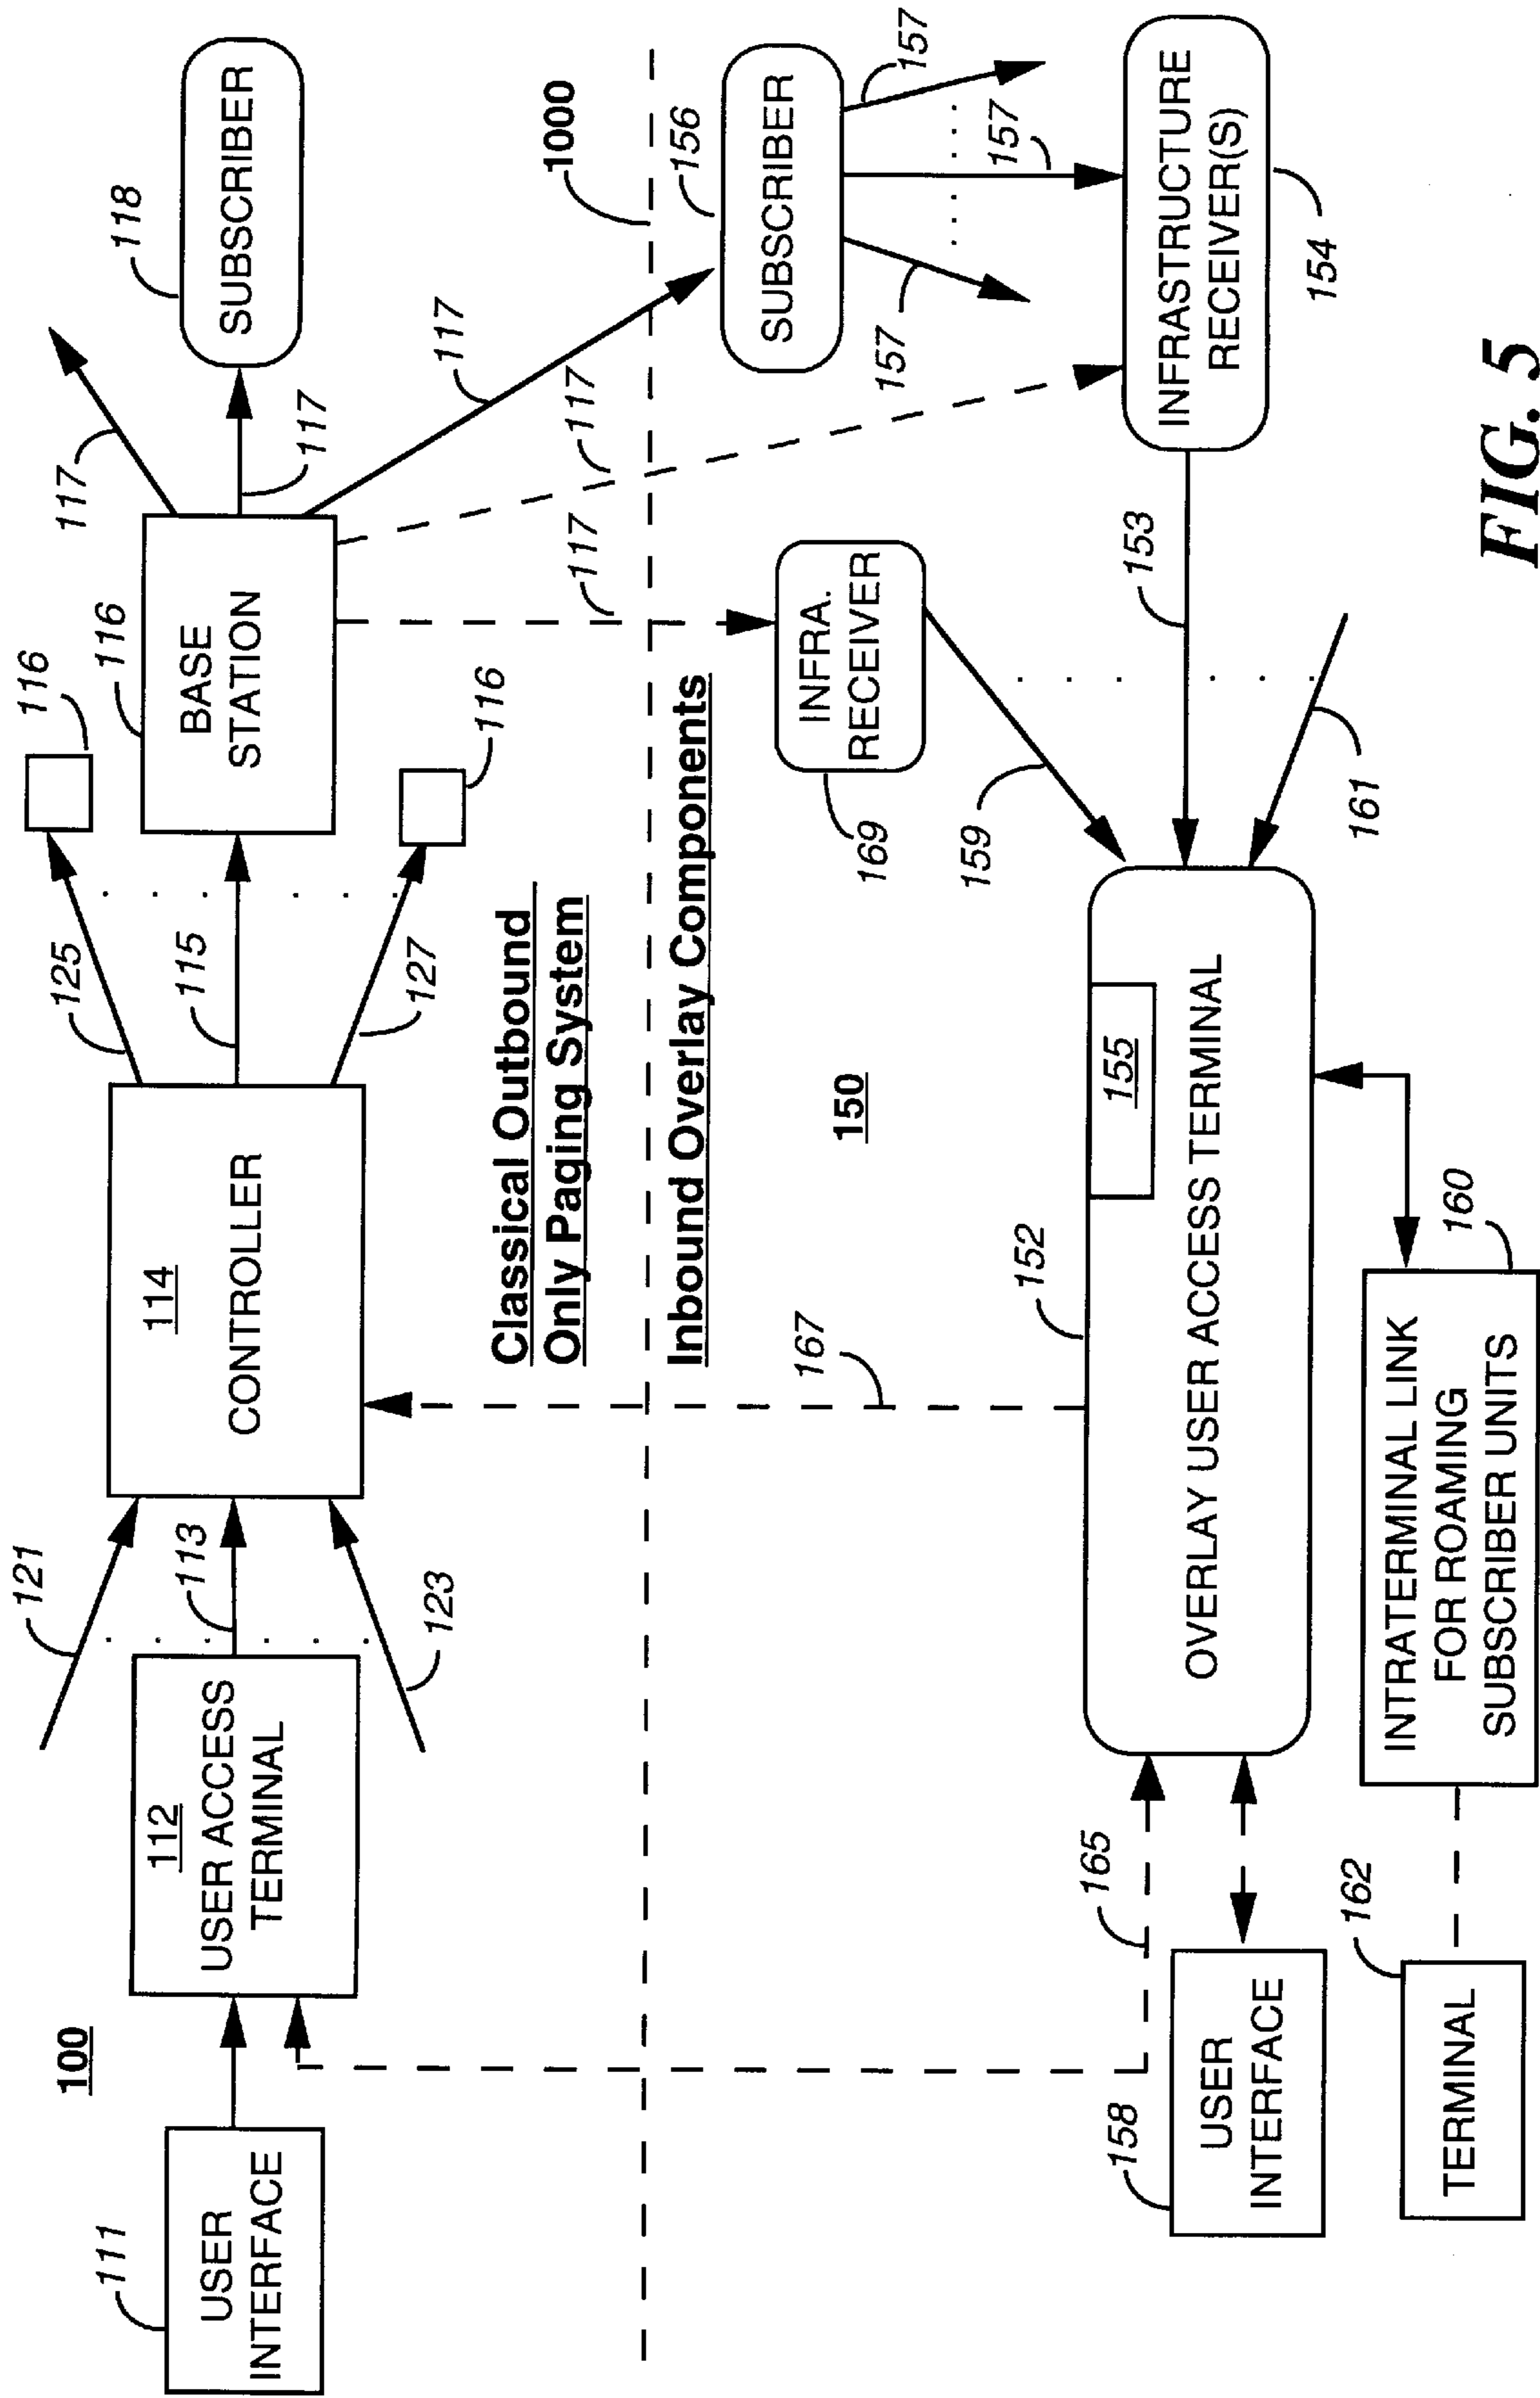 100
111
USER
INTERFACE
112
USER ACCESS
TERMINAL
121
113
123
114
CONTROLLER
125
115
127
116
116
BASE
STATION
116
117
117
117
117
117
118
SUBSCRIBER
Classical Outbound
Only Paging System
1000
Inbound Overlay Components
150
167
152
155
OVERLAY USER ACCESS TERMINAL
165
158
USER
INTERFACE
162
TERMINAL
160
INTRATERMINAL LINK
FOR ROAMING
SUBSCRIBER UNITS
169
INFRA.
RECEIVER
159
153
161
156
SUBSCRIBER
157
157
157
INFRASTRUCTURE
RECEIVER(S)
154
FIG. 5